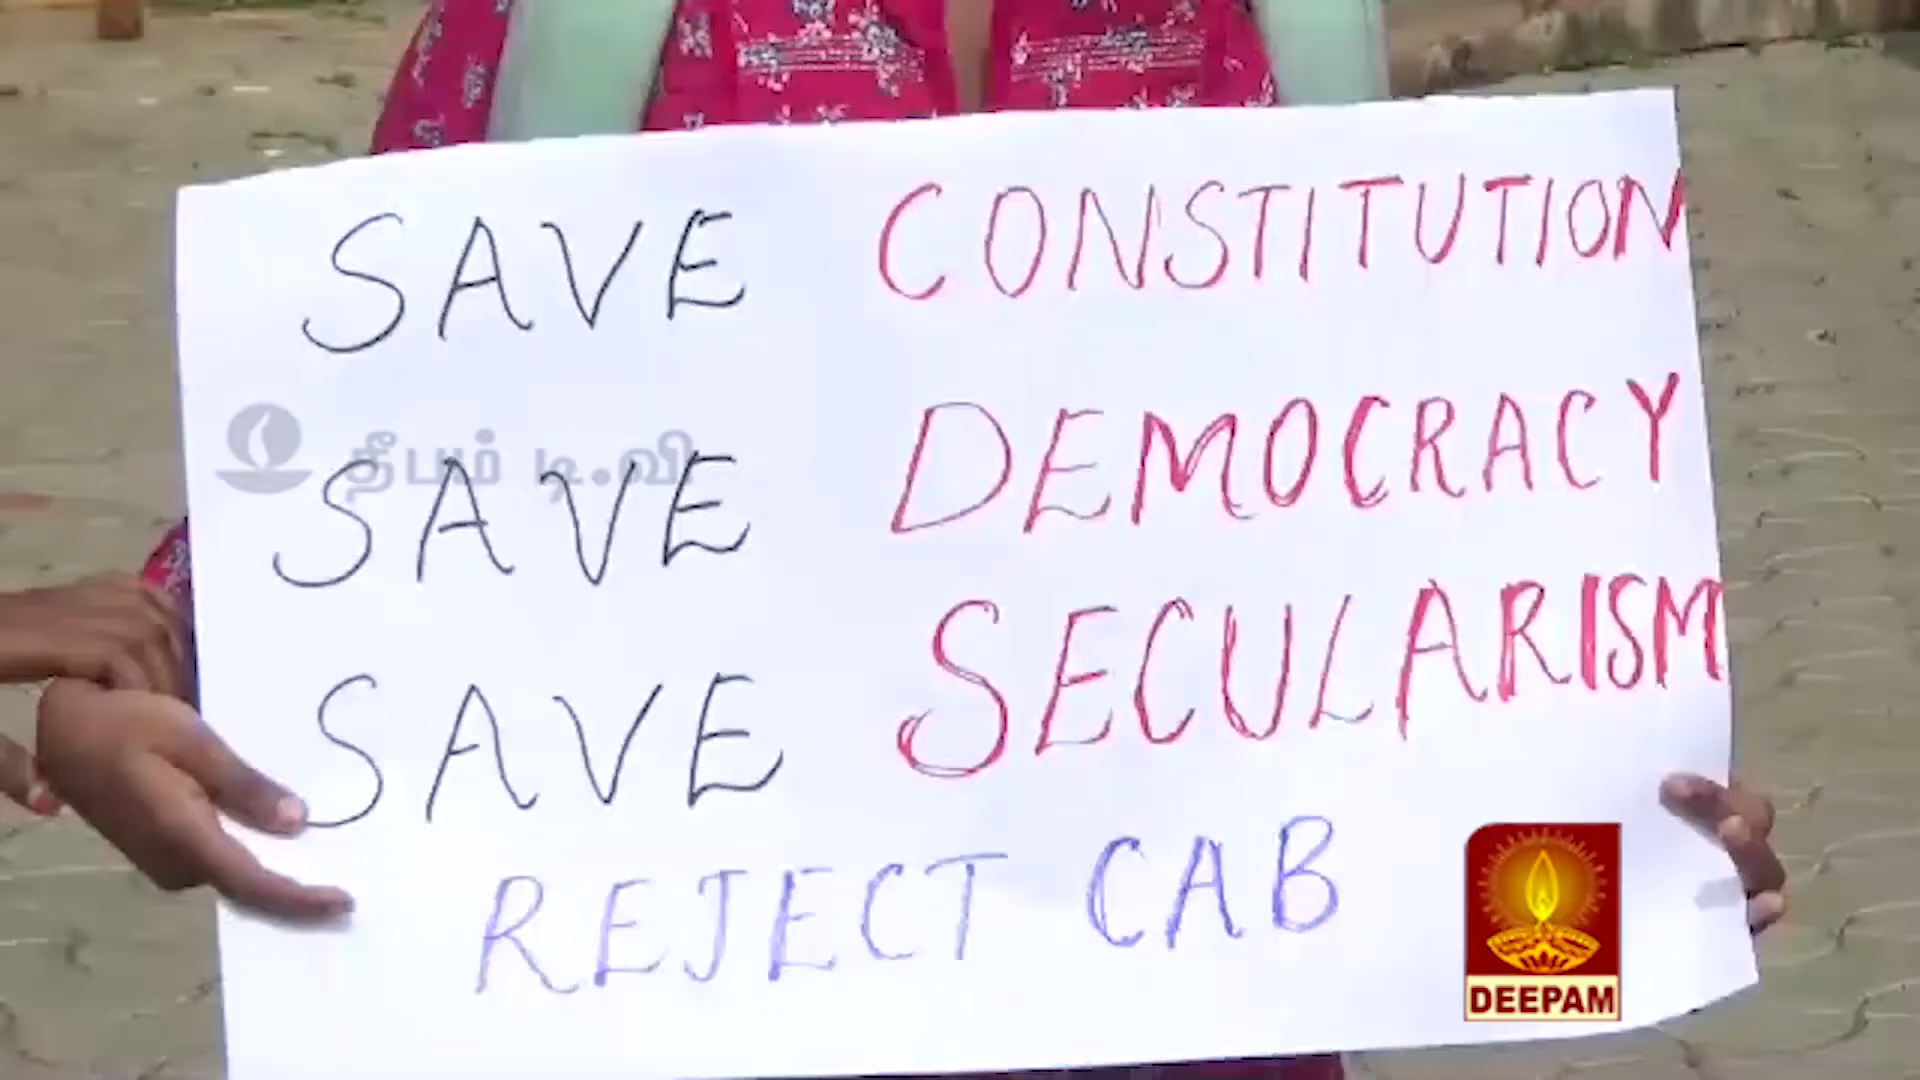 SAVE CONSTITUTION
தீபம் டி.வி
SAVE DEMOCRACY
SAVE SECULARISM
REJECT CAB
DEEPAM